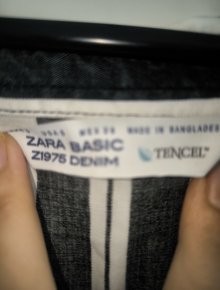 MADE IN BANGLADESH
ZARA BASIC
Z1975 DENIM
TENCEL